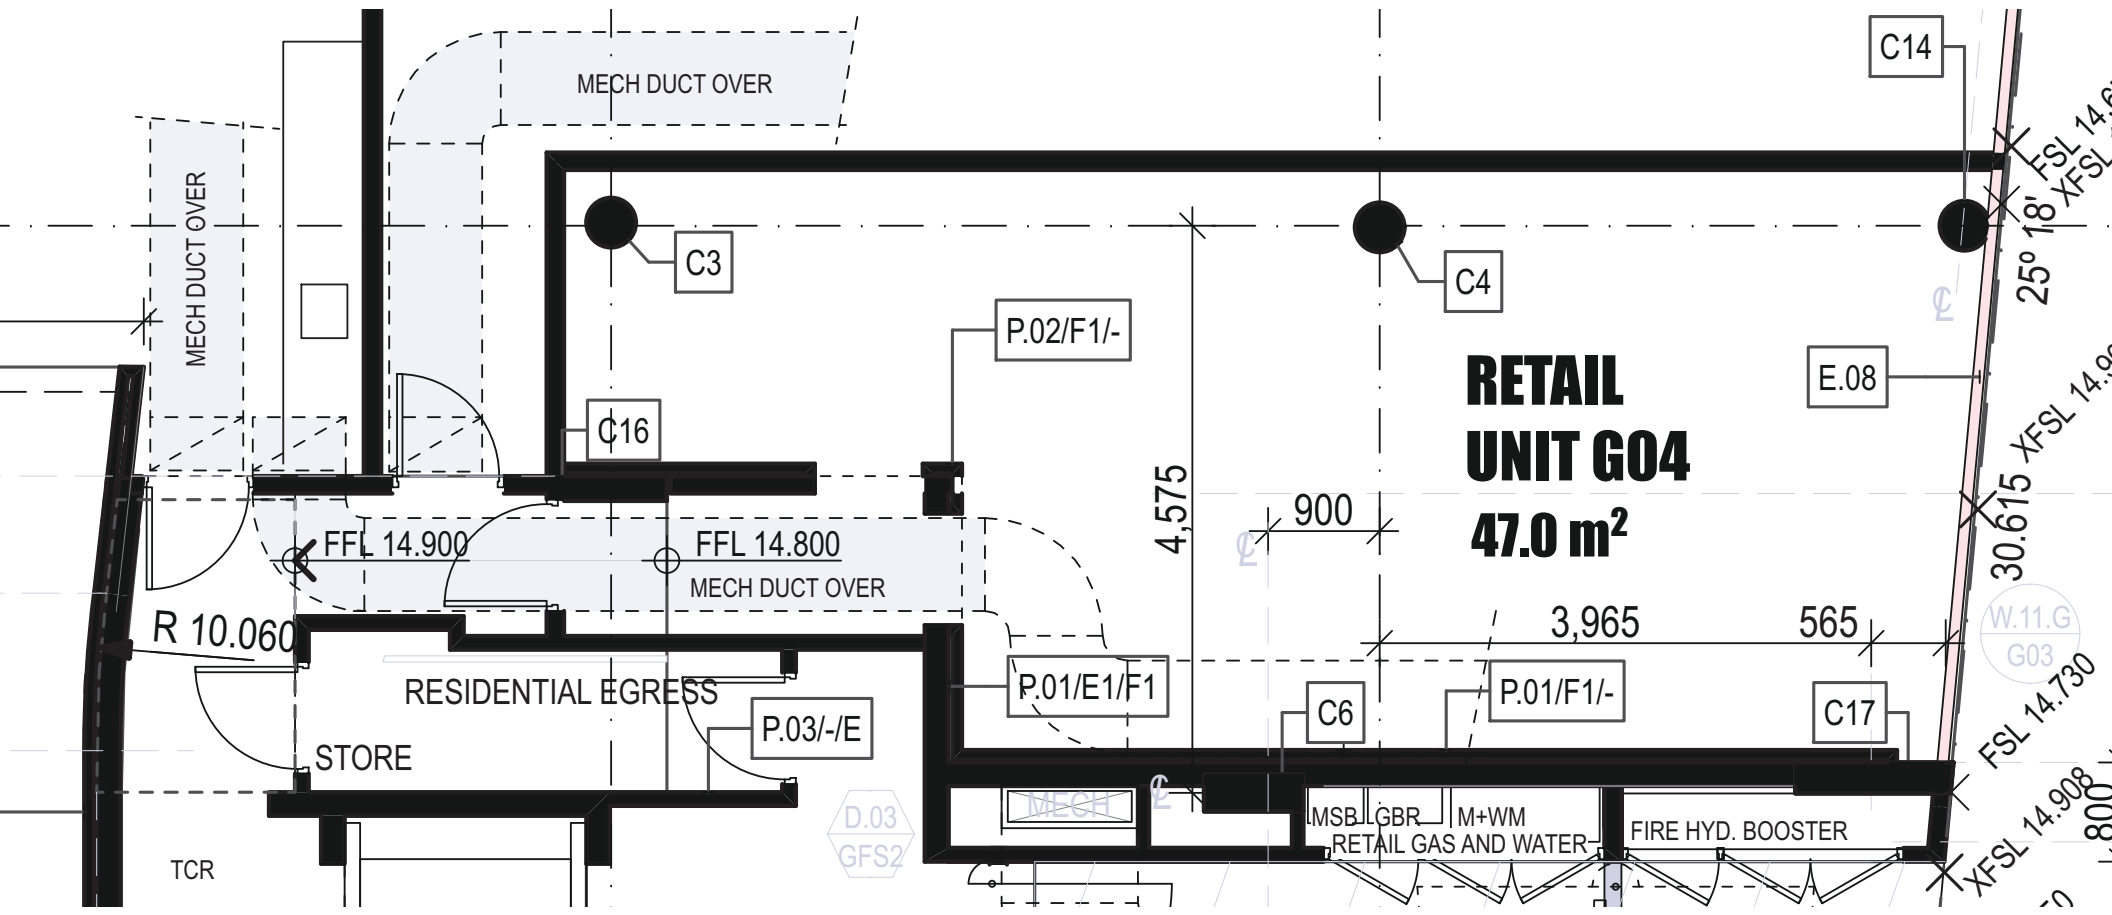 C14
MECH DUCT OVER
FSL 14.6
XFSL
MECH DUCT OVER
25° 18'
C3
C4
℄
P.02/F1/-
RETAIL
UNIT G04
47.0 m²
E.08
XFSL 14.9
C16
4,575
900
℄
30.615
FFL 14.900
FFL 14.800
MECH DUCT OVER
R 10.060
3,965
565
W.11.G
G03
RESIDENTIAL EGRESS
P.01/E1/F1
P.01/F1/-
C6
C17
FSL 14.730
P.03/-/E
STORE
℄
MECH
MSB
GBR
M+WM
RETAIL GAS AND WATER
FIRE HYD. BOOSTER
XFSL 14.908
800
D.03
GFS2
TCR